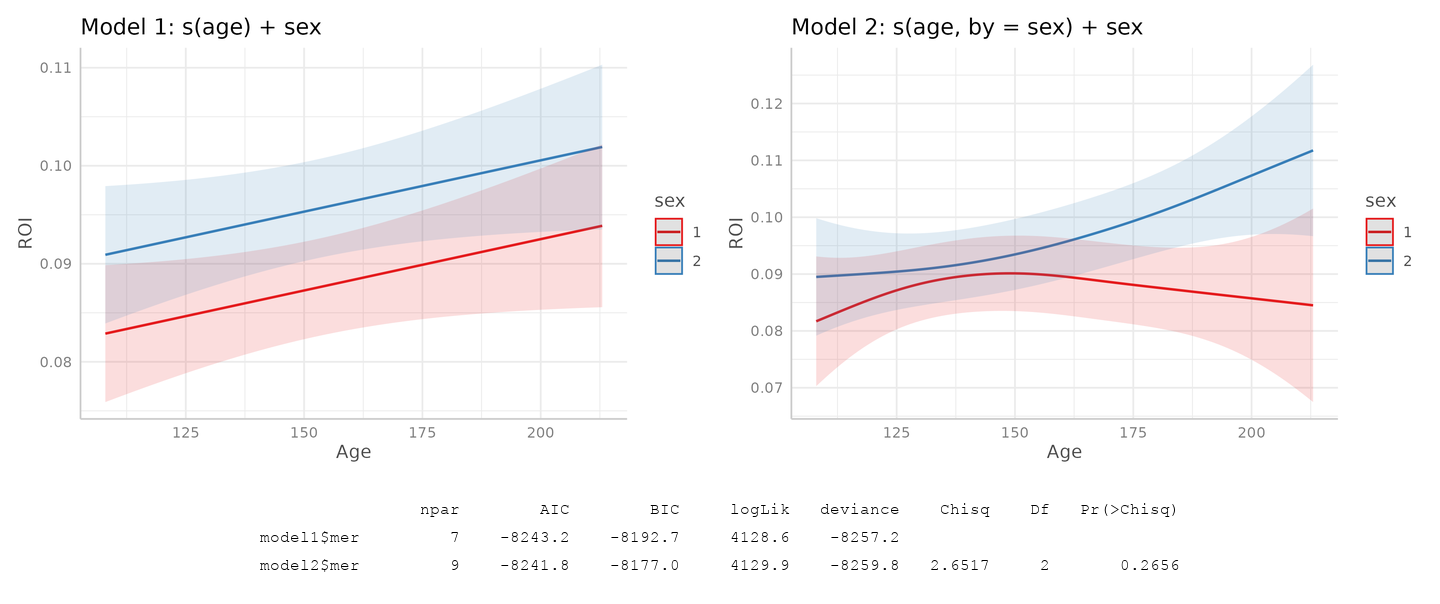 Model 1: s(age) + sex
0.11
0.10
0.09
0.08
ROI
125 150 175 200
Age
sex
1
2
Model 2: s(age, by = sex) + sex
0.12
0.11
0.10
0.09
0.08
0.07
ROI
125 150 175 200
Age
sex
1
2
npar AIC BIC logLik deviance Chisq Df Pr(>Chisq)
model1$mer 7 -8243.2 -8192.7 4128.6 -8257.2
model2$mer 9 -8241.8 -8177.0 4129.9 -8259.8 2.6517 2 0.2656